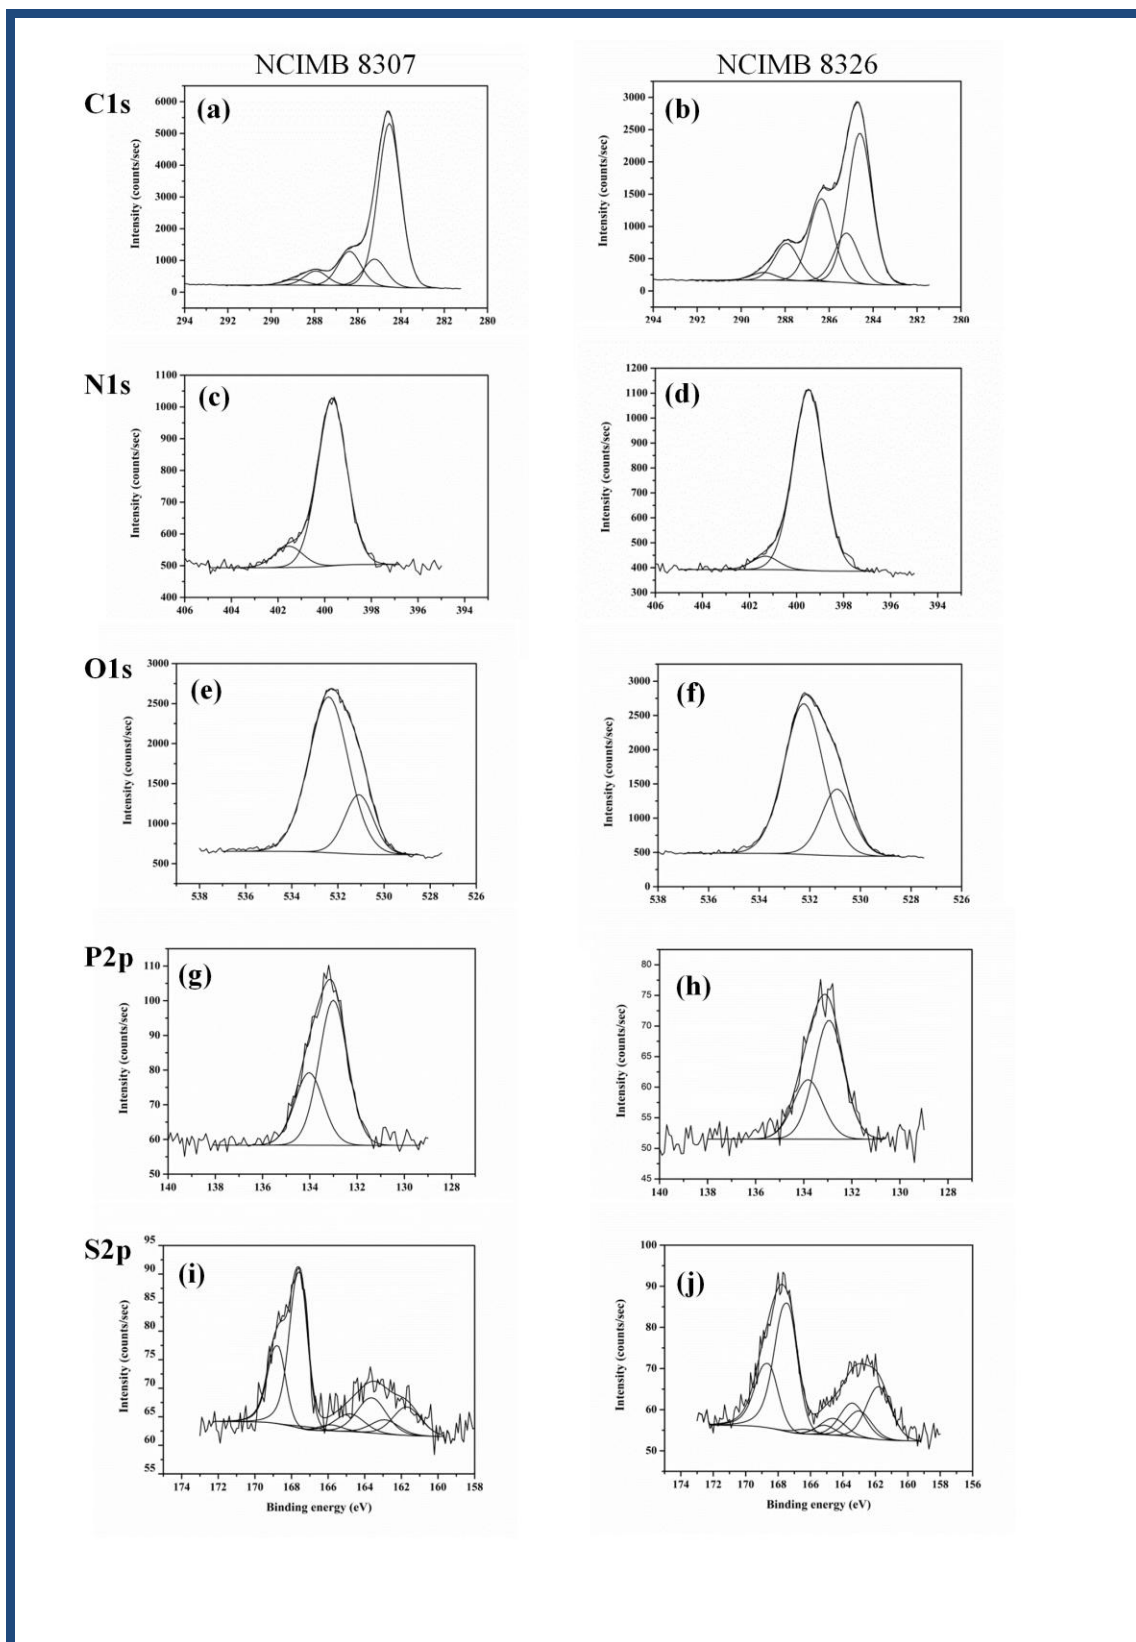 NCIMB 8307 NCIMB 8326
C1s
(a)
Intensity (counts/sec)
6000
5000
4000
3000
2000
1000
0
294 292 290 288 286 284 282 280
(b)
Intensity (counts/sec)
3000
2500
2000
1500
1000
500
0
294 292 290 288 286 284 282 280
N1s
(c)
Intensity (counts/sec)
1100
1000
900
800
700
600
500
400
406 404 402 400 398 396 394
(d)
Intensity (counts/sec)
1200
1100
1000
900
800
700
600
500
400
300
406 404 402 400 398 396 394
O1s
(e)
Intensity (counst/sec)
3000
2500
2000
1500
1000
500
538 536 534 532 530 528 526
(f)
Intensity (counts/sec)
3000
2500
2000
1500
1000
500
0
538 536 534 532 530 528 526
P2p
(g)
Intensity (counts/sec)
110
100
90
80
70
60
50
140 138 136 134 132 130 128
(h)
Intensity (counts/sec)
80
75
70
65
60
55
50
45
140 138 136 134 132 130 128
S2p
(i)
Intensity (counts/sec)
95
90
85
80
75
70
65
60
55
174 172 170 168 166 164 162 160 158
Binding energy (eV)
(j)
Intensity (counts/sec)
100
90
80
70
60
50
174 172 170 168 166 164 162 160 158 156
Binding energy (eV)